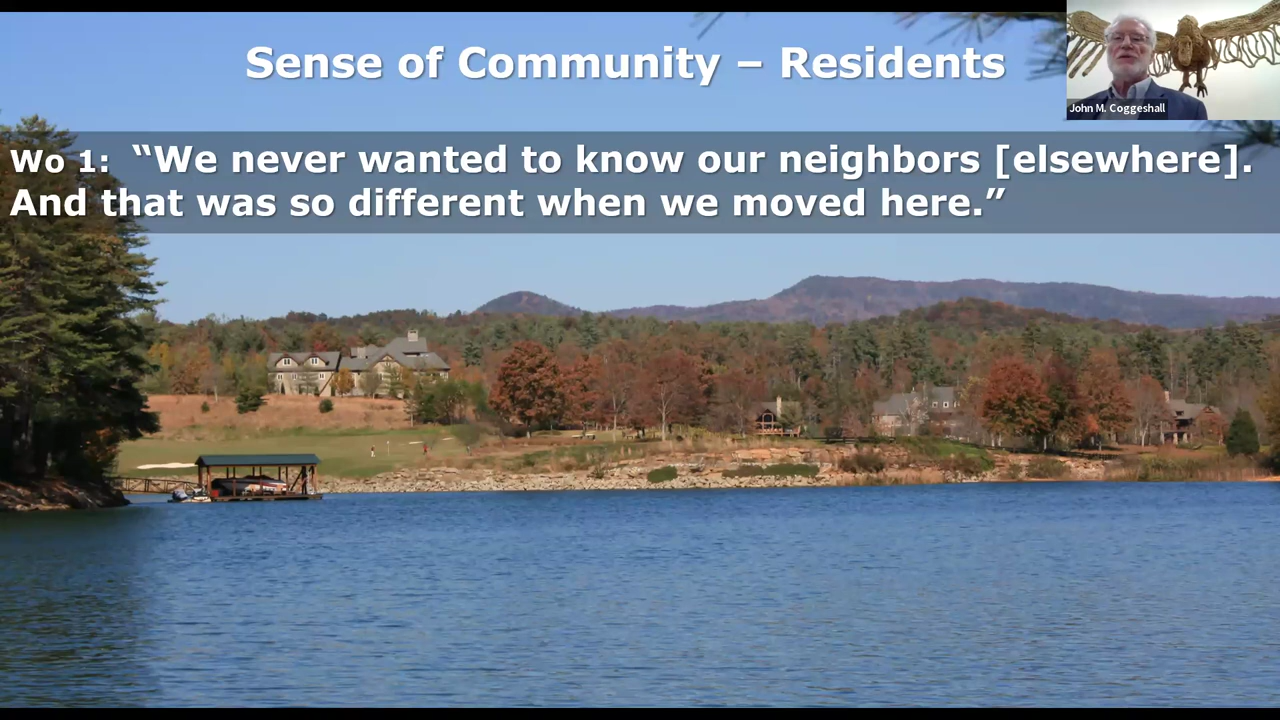 Sense of Community – Residents
John M. Coggeshall
Wo 1: “We never wanted to know our neighbors [elsewhere].
And that was so different when we moved here.”